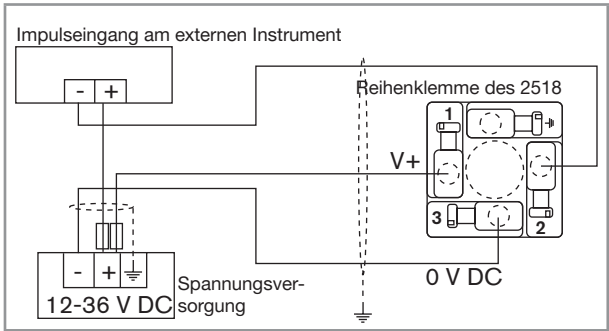 Impulseingang am externen Instrument
- +
Reihenklemme des 2518
1
V+
3
2
0 V DC
- +
12-36 V DC
Spannungsver-
sorgung